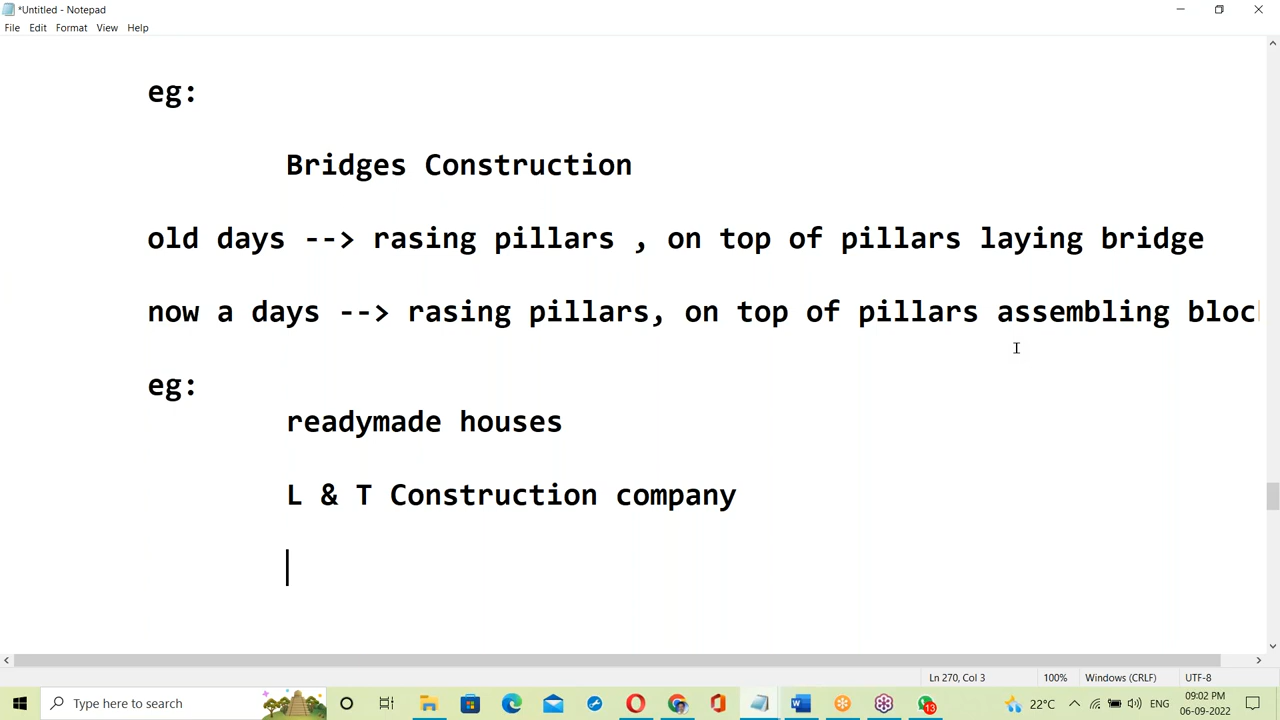 *Untitled - Notepad
File Edit Format View Help
eg:
Bridges Construction
old days --> rasing pillars , on top of pillars laying bridge
now a days --> rasing pillars, on top of pillars assembling bloc
eg:
readymade houses
L & T Construction company
Ln 270, Col 3 100% Windows (CRLF) UTF-8
Type here to search
13
22°C ENG
09:02 PM
06-09-2022